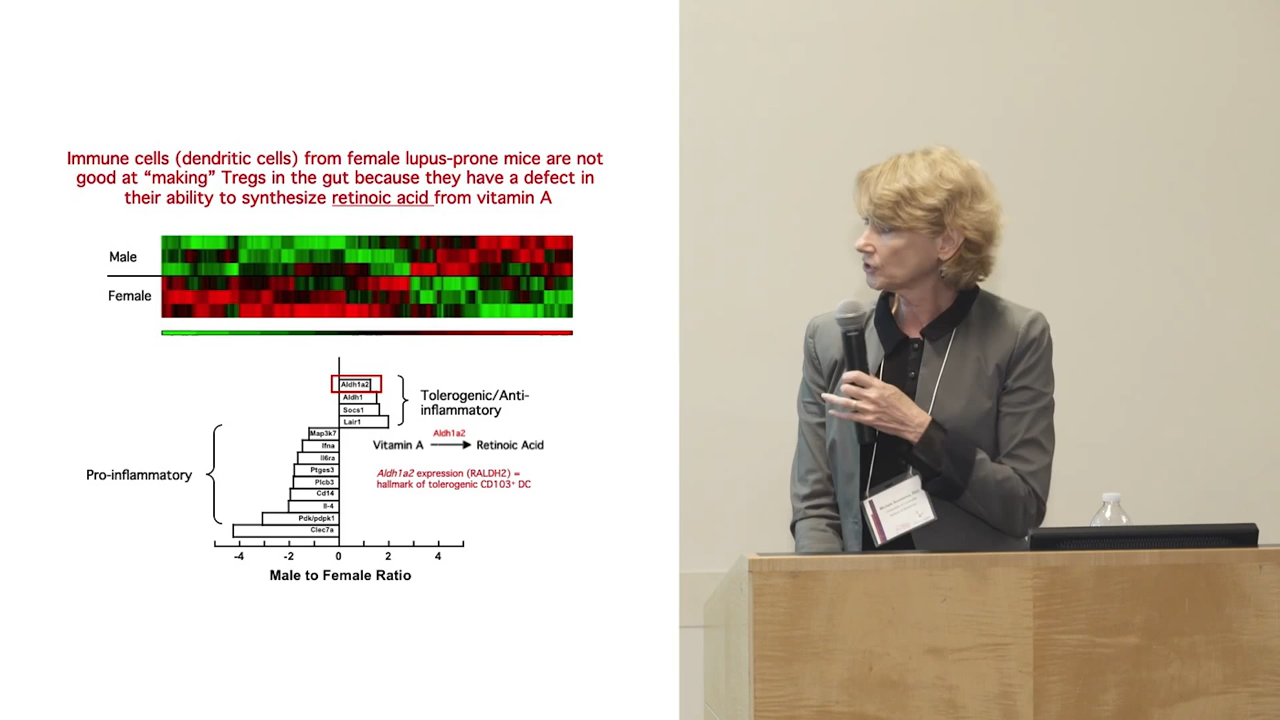 Immune cells (dendritic cells) from female lupus-prone mice are not
good at “making” Tregs in the gut because they have a defect in
their ability to synthesize retinoic acid from vitamin A
Male
Female
Aldh1a2
Aldh1
Socs1
Lair1
Tolerogenic/Anti-
inflammatory
Map3k7
Ifna
Il6ra
Ptges3
Plcb3
Cd14
Il-4
Pdk/pdpk1
Clec7a
Pro-inflammatory
Aldh1a2
Vitamin A
Retinoic Acid
Aldh1a2 expression (RALDH2) =
hallmark of tolerogenic CD103⁺ DC
-4 -2 0 2 4
Male to Female Ratio